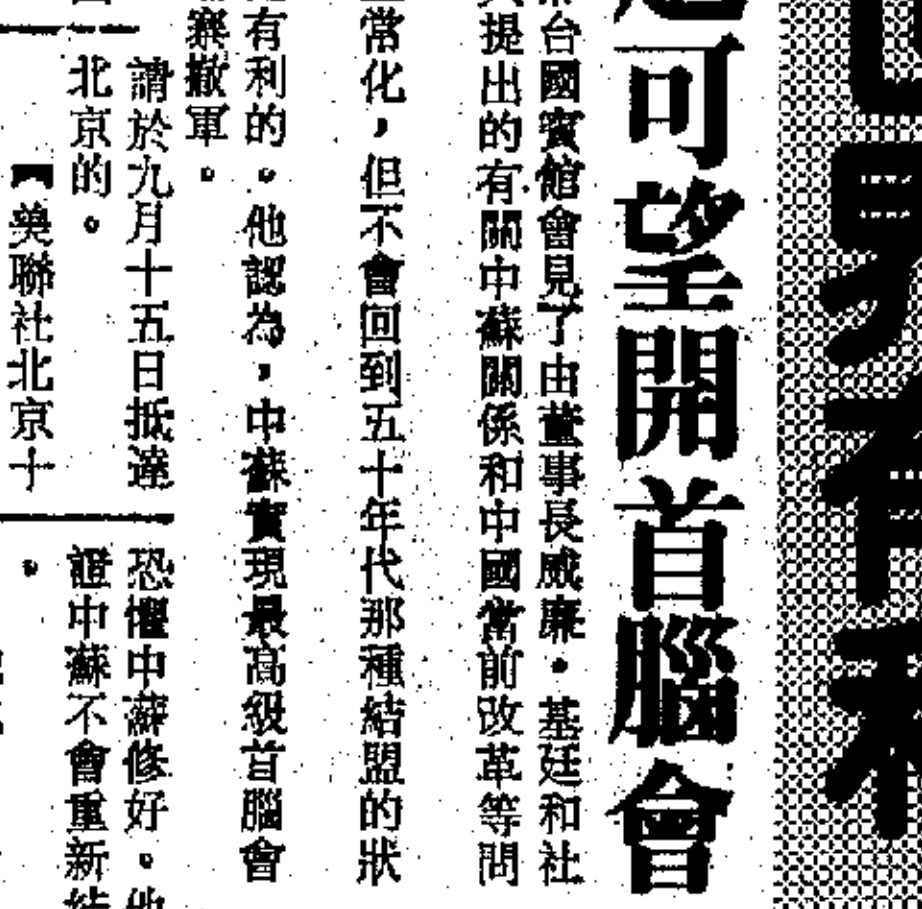 界有利
可望開首腦會
台國賓館會見了由董事長威廉·基廷和社
提出的有關中蘇關係和中國當前改革等問
常化，但不會回到五十年代那種結盟的狀
有利的。他認為，中蘇實現最高級首腦會
撤軍。
請於九月十五日抵達
北京的。
【美聯社北京十
恐懼中蘇修好。他
證中蘇不會重新結